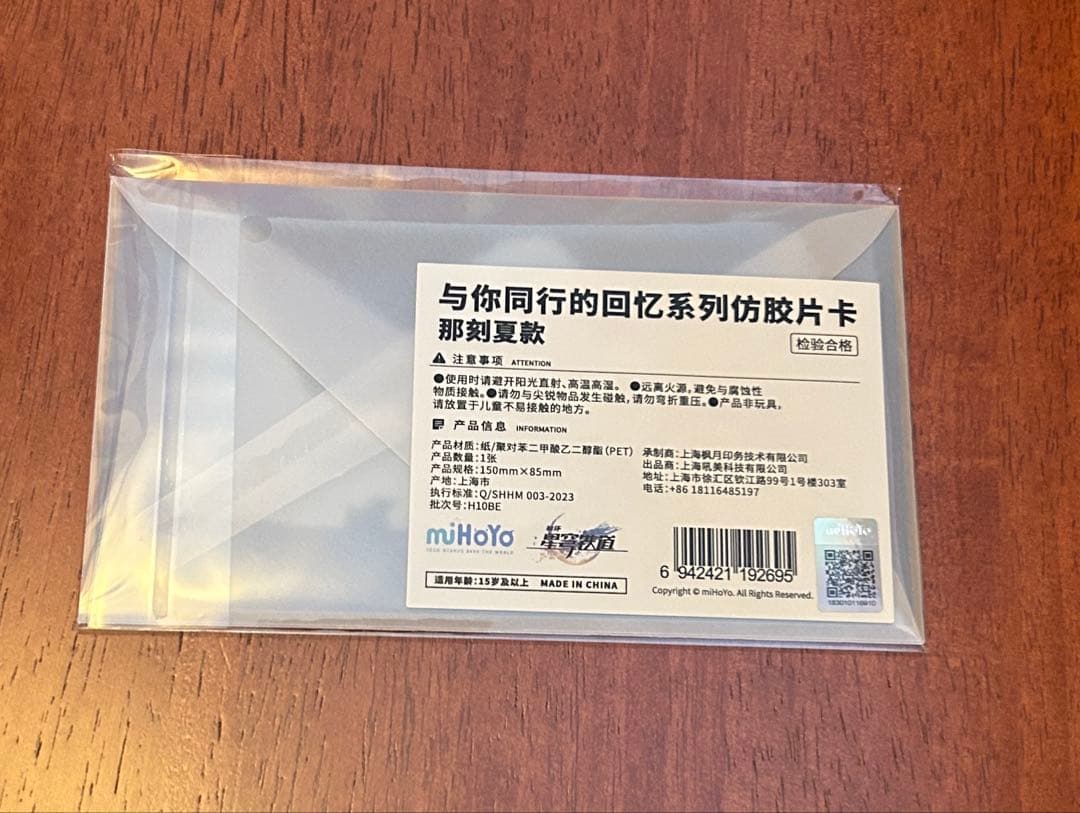 与你同行的回忆系列仿胶片卡
那刻夏款
检验合格
注意事项 ATTENTION
●使用时请避开阳光直射、高温高湿。 ●远离火源,避免与腐蚀性
物质接触。●请勿与尖锐物品发生碰触,请勿弯折重压。●产品非玩具,
请放置于儿童不易接触的地方。
产品信息 INFORMATION
产品材质:纸/聚对苯二甲酸乙二醇酯(PET)
产品数量:1张
产品规格:150mm×85mm
产地:上海市
执行标准:Q/SHHM 003-2023
批次号:H10BE
承制商:上海枫月印务技术有限公司
出品商:上海吼美科技有限公司
地址:上海市徐汇区钦江路99号1号楼303室
电话:+86 18116485197
miHoYo
TECH OTAKUS SAVE THE WORLD
崩坏
星穹铁道
适用年龄:15岁及以上 MADE IN CHINA
6 942421 192695
Copyright © miHoYo. All Rights Reserved.
miHoYo